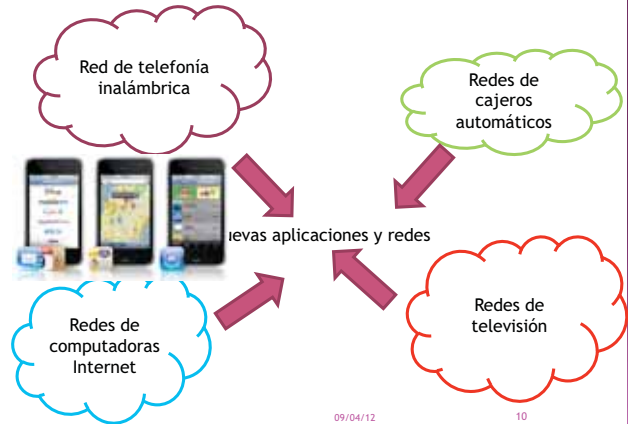 Red de telefonía
inalámbrica
Redes de
cajeros
automáticos
uevas aplicaciones y redes
Redes de
computadoras
Internet
Redes de
televisión
09/04/12
10